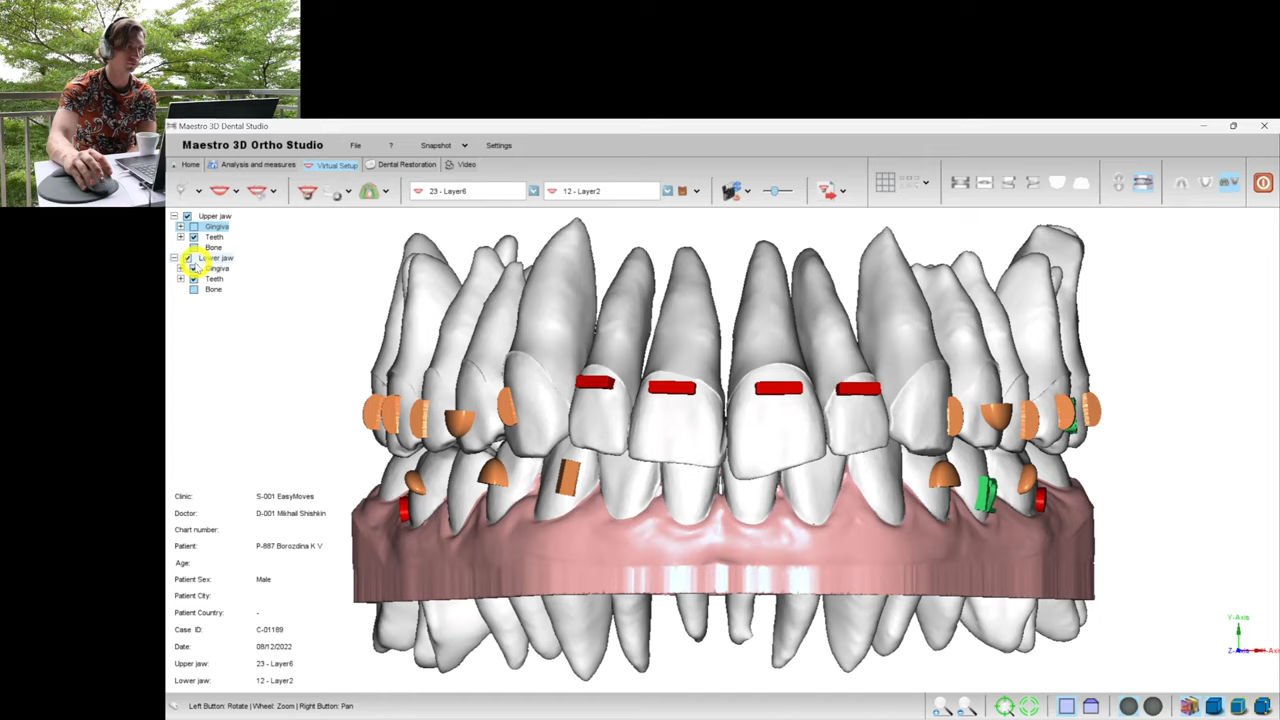 Maestro 3D Dental Studio
Maestro 3D Ortho Studio File ? Snapshot Settings
Home Analysis and measures Virtual Setup Dental Restoration Video
23 - Layer6 12 - Layer2
Upper jaw
Gingiva
Teeth
Bone
Lower jaw
Gingiva
Teeth
Bone
Clinic: S-001 EasyMoves
Doctor: D-001 Mikhail Shishkin
Chart number:
Patient: P-887 Borozdina K V
Age:
Patient Sex: Male
Patient City:
Patient Country: -
Case ID: C-01189
Date: 08/12/2022
Upper jaw: 23 - Layer6
Lower jaw: 12 - Layer2
Y-Axis
Z-Axis X-Axis
Left Button: Rotate | Wheel: Zoom | Right Button: Pan